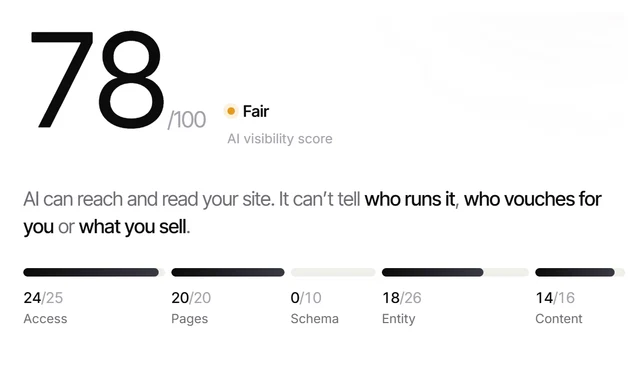 78/100
Fair
AI visibility score
AI can reach and read your site. It can’t tell who runs it, who vouches for
you or what you sell.
24/25
Access
20/20
Pages
0/10
Schema
18/26
Entity
14/16
Content